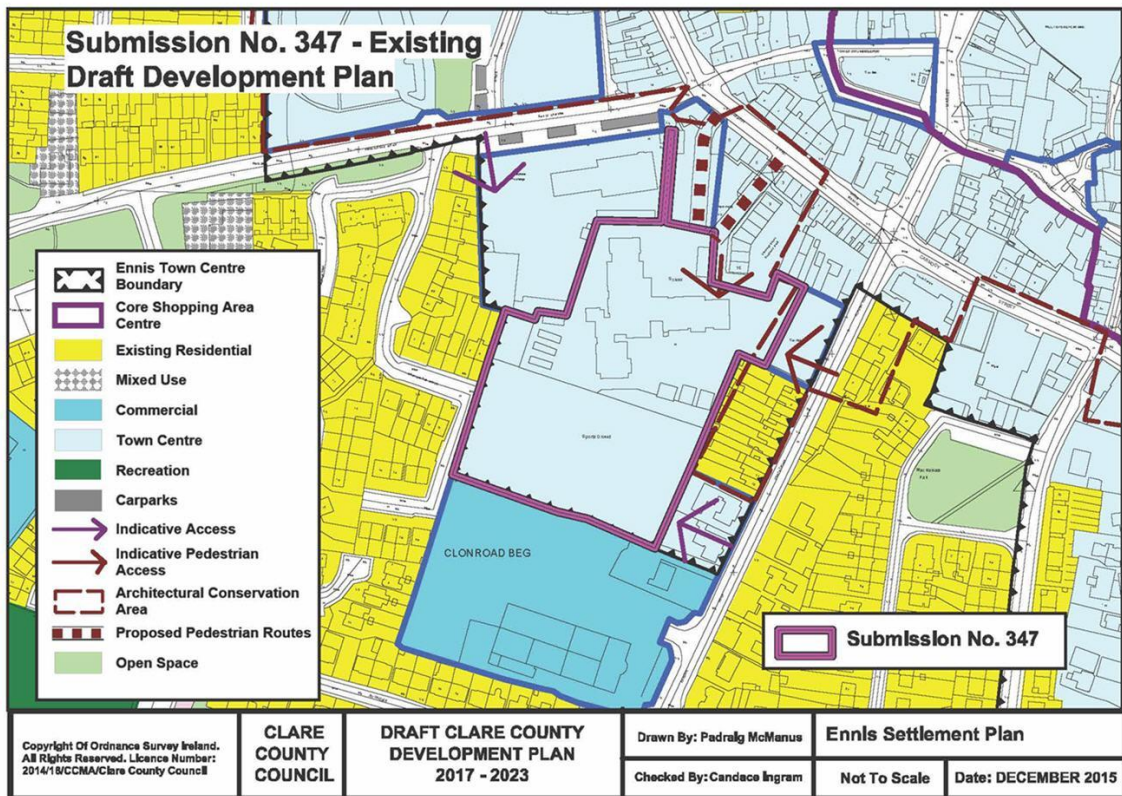 Submission No. 347 - Existing
Draft Development Plan
Ennis Town Centre
Boundary
Core Shopping Area
Centre
Existing Residential
Mixed Use
Commercial
Town Centre
Recreation
Carparks
Indicative Access
Indicative Pedestrian
Access
Architectural Conservation
Area
Proposed Pedestrian Routes
Open Space
CLONROAD BEG
Submission No. 347
Copyright Of Ordnance Survey Ireland.
All Rights Reserved. Licence Number:
2014/18/CCMA/Clare County Council
CLARE
COUNTY
COUNCIL
DRAFT CLARE COUNTY
DEVELOPMENT PLAN
2017 - 2023
Drawn By: Padraig McManus
Checked By: Candace Ingram
Ennis Settlement Plan
Not To Scale
Date: DECEMBER 2015